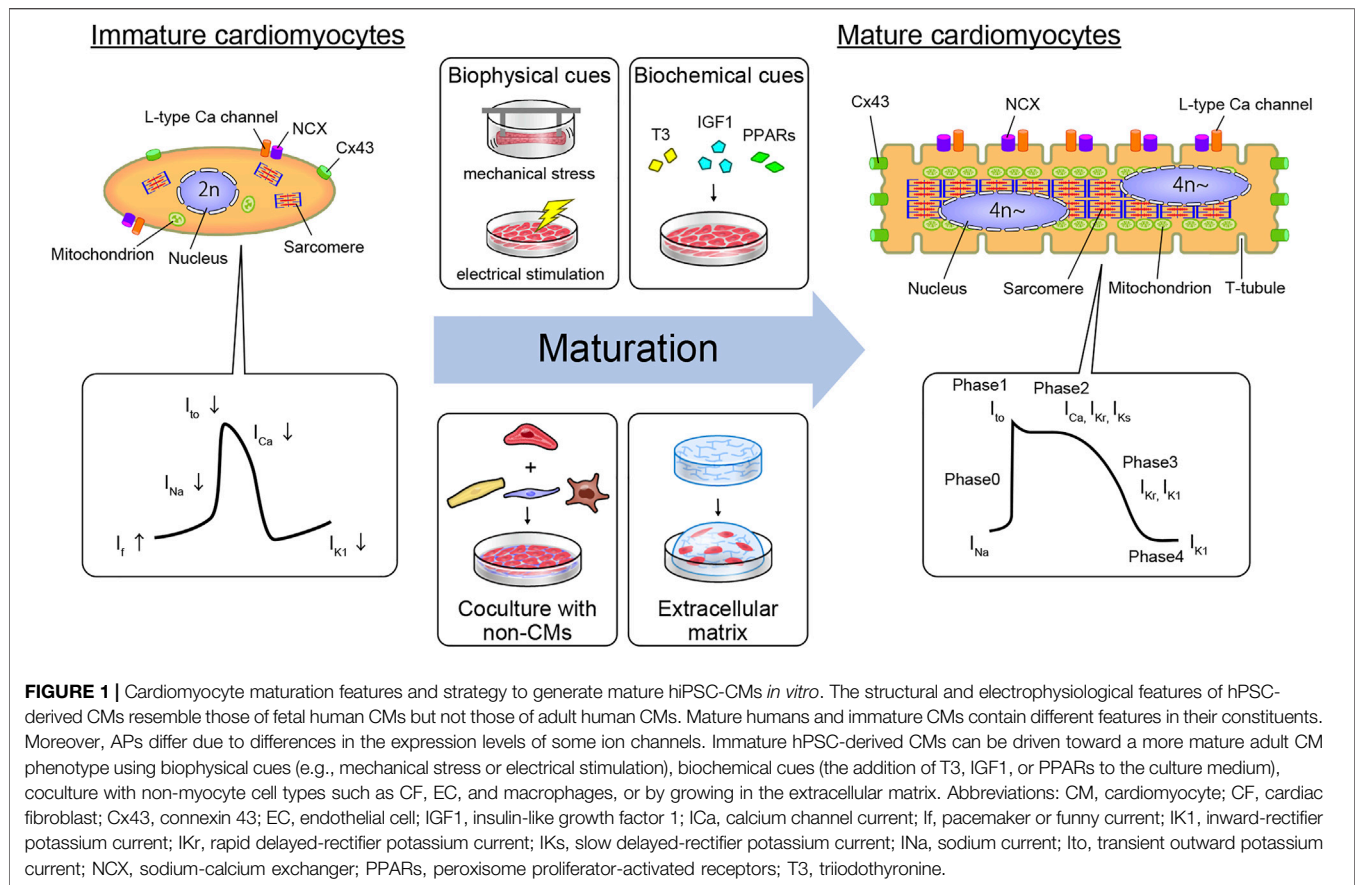 Immature cardiomyocytes
L-type Ca channel
NCX
Cx43
2n
Mitochondrion
Nucleus
Sarcomere
Ito ↓
ICa ↓
INa ↓
If ↑
IK1 ↓
Biophysical cues
mechanical stress
electrical stimulation
Biochemical cues
T3
IGF1
PPARs
Maturation
+
Coculture with
non-CMs
Extracellular
matrix
Mature cardiomyocytes
Cx43
NCX
L-type Ca channel
4n~
4n~
Nucleus
Sarcomere
Mitochondrion
T-tubule
Phase1
Ito
Phase2
ICa, IKr, IKs
Phase0
Phase3
IKr, IK1
INa
Phase4
IK1
FIGURE 1 | Cardiomyocyte maturation features and strategy to generate mature hiPSC-CMs in vitro. The structural and electrophysiological features of hPSC-
derived CMs resemble those of fetal human CMs but not those of adult human CMs. Mature humans and immature CMs contain different features in their constituents.
Moreover, APs differ due to differences in the expression levels of some ion channels. Immature hPSC-derived CMs can be driven toward a more mature adult CM
phenotype using biophysical cues (e.g., mechanical stress or electrical stimulation), biochemical cues (the addition of T3, IGF1, or PPARs to the culture medium),
coculture with non-myocyte cell types such as CF, EC, and macrophages, or by growing in the extracellular matrix. Abbreviations: CM, cardiomyocyte; CF, cardiac
fibroblast; Cx43, connexin 43; EC, endothelial cell; IGF1, insulin-like growth factor 1; ICa, calcium channel current; If, pacemaker or funny current; IK1, inward-rectifier
potassium current; IKr, rapid delayed-rectifier potassium current; IKs, slow delayed-rectifier potassium current; INa, sodium current; Ito, transient outward potassium
current; NCX, sodium-calcium exchanger; PPARs, peroxisome proliferator-activated receptors; T3, triiodothyronine.